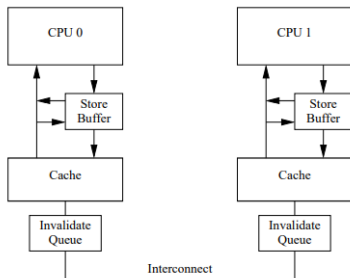 CPU 0
CPU 1
Store
Buffer
Store
Buffer
Cache
Cache
Invalidate
Queue
Invalidate
Queue
Interconnect